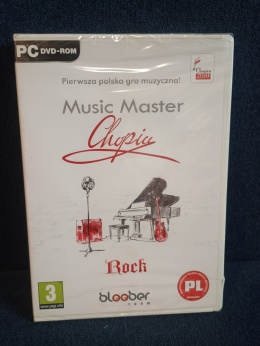 PC DVD-ROM
Pierwsza polska gra muzyczna!
Music Master
Chopin
Rock
3
bloober
TEAM
PL